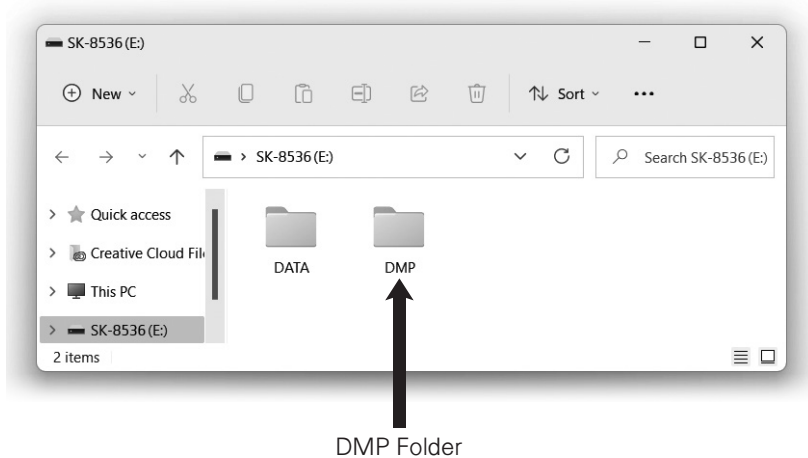 SK-8536 (E:)
New Sort
SK-8536 (E:) Search SK-8536 (E:)
Quick access
Creative Cloud File
This PC
SK-8536 (E:)
DATA DMP
2 items
DMP Folder